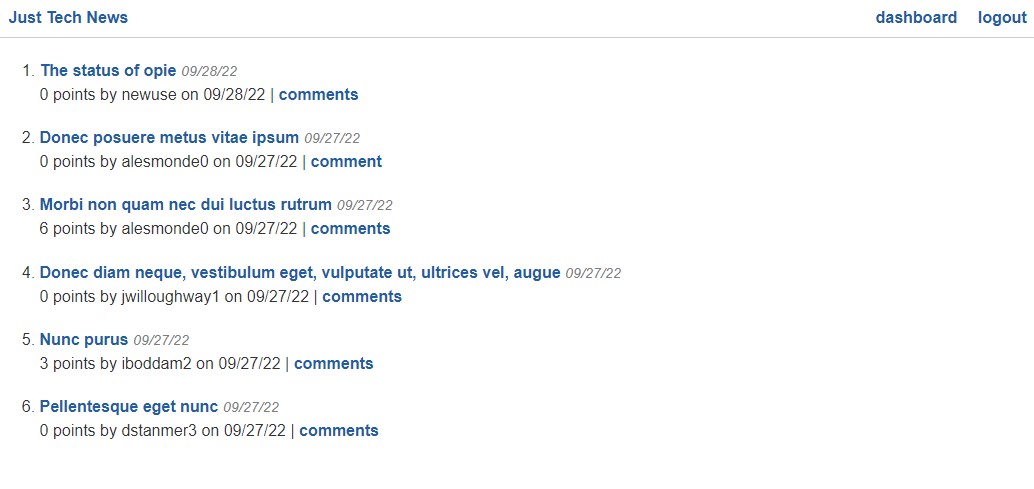 Just Tech News dashboard logout
1. The status of opie 09/28/22
0 points by newuse on 09/28/22 | comments
2. Donec posuere metus vitae ipsum 09/27/22
0 points by alesmonde0 on 09/27/22 | comment
3. Morbi non quam nec dui luctus rutrum 09/27/22
6 points by alesmonde0 on 09/27/22 | comments
4. Donec diam neque, vestibulum eget, vulputate ut, ultrices vel, augue 09/27/22
0 points by jwilloughway1 on 09/27/22 | comments
5. Nunc purus 09/27/22
3 points by iboddam2 on 09/27/22 | comments
6. Pellentesque eget nunc 09/27/22
0 points by dstanmer3 on 09/27/22 | comments